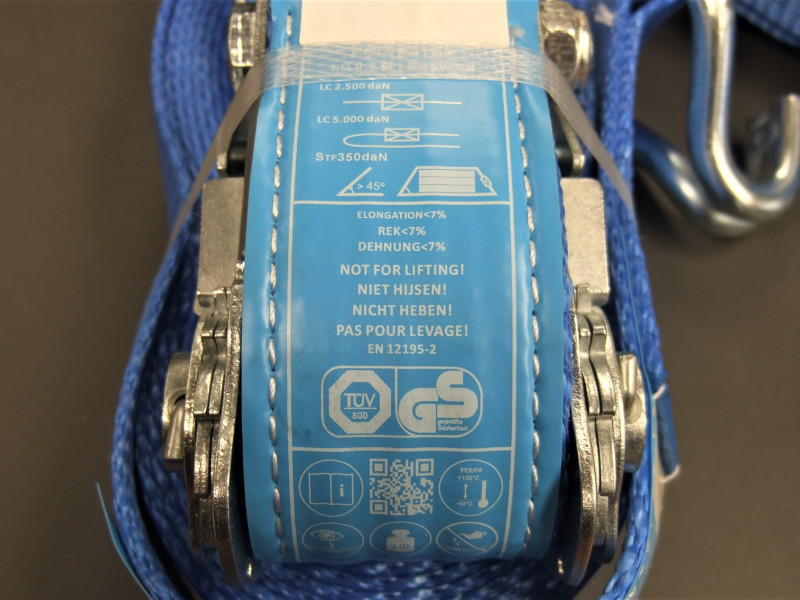 LC 2.500 daN
LC 5.000 daN
STF350daN
> 45°
ELONGATION<7%
REK<7%
DEHNUNG<7%
NOT FOR LIFTING!
NIET HIJSEN!
NICHT HEBEN!
PAS POUR LEVAGE!
EN 12195-2
TÜV
SÜD
GS
geprüfte
Sicherheit
i
PES/PA
+100°C
-40°C